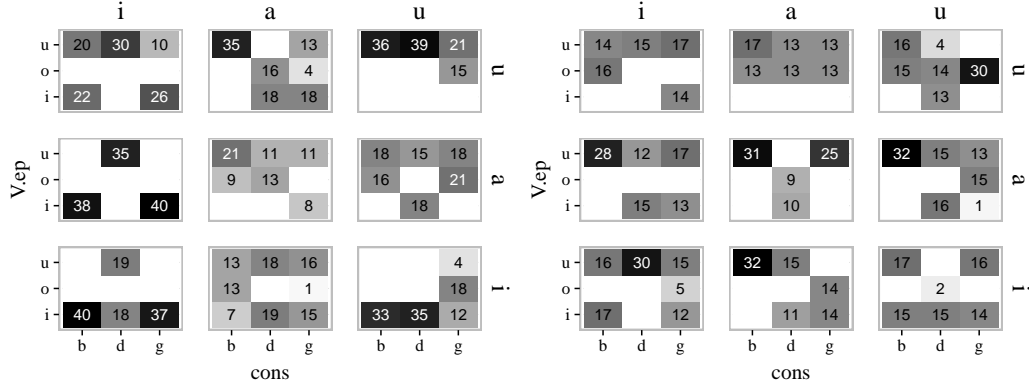 i a u i a u
u 20 30 10 35 13 36 39 21 14 15 17 17 13 13 16 4
o 16 4 15 16 13 13 13 15 14 30
i 22 26 18 18 14 13
u u
u 35 21 11 11 18 15 18 28 12 17 31 25 32 15 13
o 9 13 16 21 9 15
i 38 40 8 18 15 13 10 16 1
a a
V.ep V.ep
u 19 13 18 16 4 u 16 30 15 32 15 17 16
o 13 1 18 o 5 14 2
i 40 18 37 7 19 15 33 35 12 i 17 12 11 14 15 15 14
i i
b d g b d g b d g b d g b d g b d g
cons cons